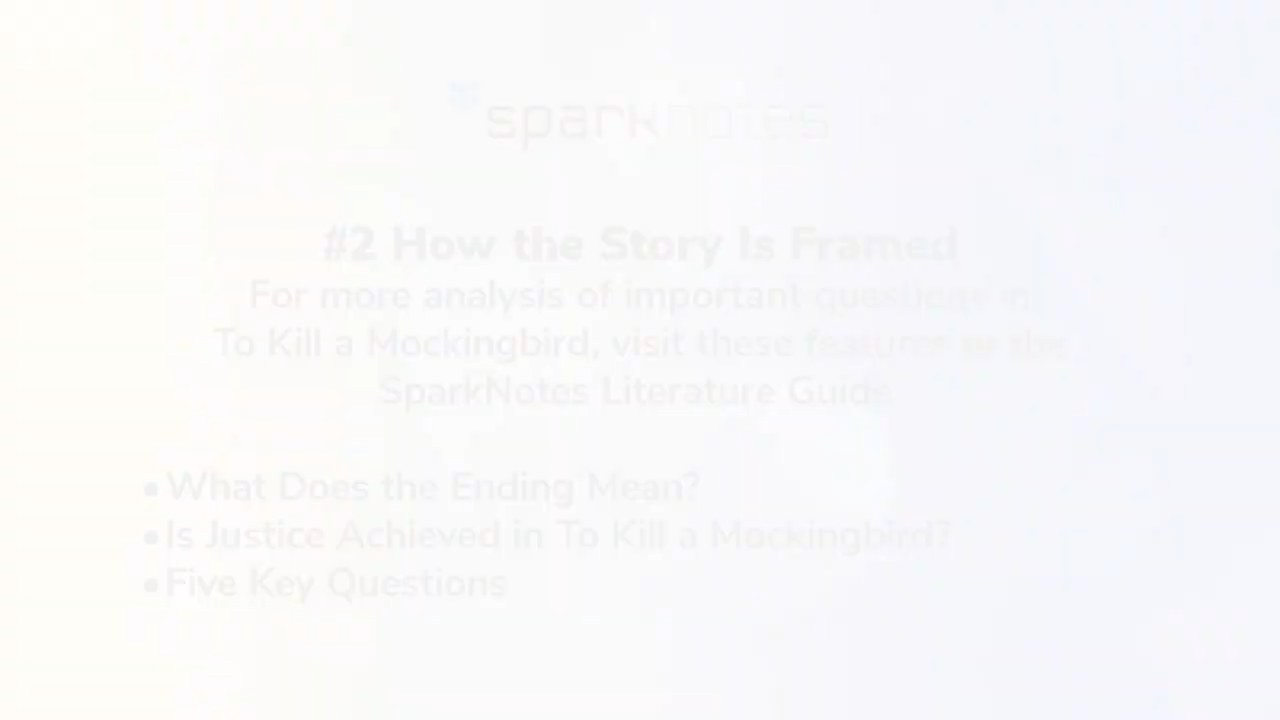 sparknotes
#2 How the Story Is Framed
For more analysis of important questions in
To Kill a Mockingbird, visit these features in the
SparkNotes Literature Guide
• What Does the Ending Mean?
• Is Justice Achieved in To Kill a Mockingbird?
• Five Key Questions